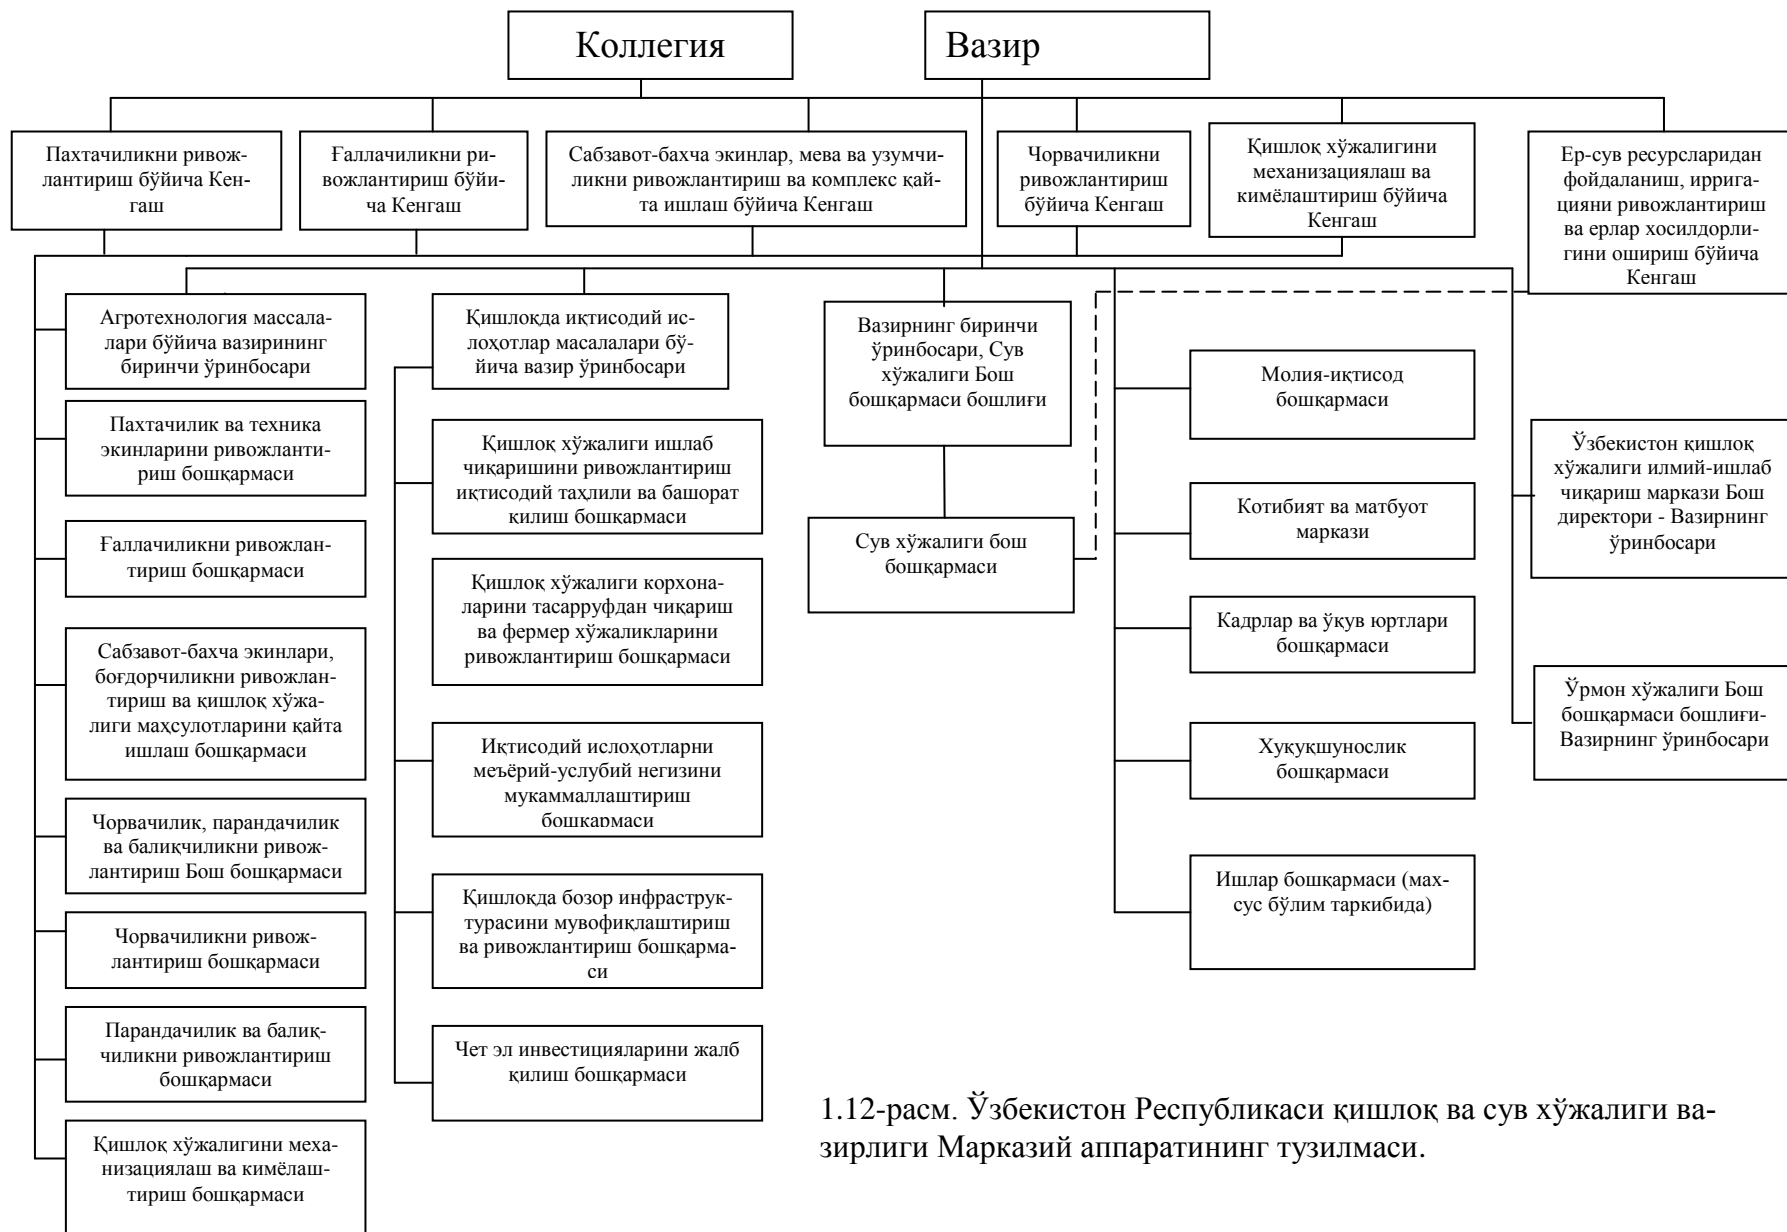 Коллегия
Вазир
Пахтачиликни ривож-
лантириш бўйича Кен-
гаш
Ғаллачиликни ри-
вожлантириш бўйи-
ча Кенгаш
Сабзавот-бахча экинлар, мева ва узумчи-
ликни ривожлантириш ва комплекс қай-
та ишлаш бўйича Кенгаш
Чорвачиликни
ривожлантириш
бўйича Кенгаш
Қишлоқ хўжалигини
механизациялаш ва
кимёлаштириш бўйича
Кенгаш
Ер-сув ресурсларидан
фойдаланиш, иррига-
цияни ривожлантириш
ва ерлар хосилдорли-
гини ошириш бўйича
Кенгаш
Агротехнология массала-
лари бўйича вазирининг
биринчи ўринбосари
Пахтачилик ва техника
экинларини ривожланти-
риш бошқармаси
Ғаллачиликни ривожлан-
тириш бошқармаси
Сабзавот-бахча экинлари,
боғдорчиликни ривожлан-
тириш ва қишлоқ хўжа-
лиги маҳсулотларини қайта
ишлаш бошқармаси
Чорвачилик, парандачилик
ва балиқчиликни ривож-
лантириш Бош бошқармаси
Чорвачиликни ривож-
лантириш бошқармаси
Парандачилик ва балиқ-
чиликни ривожлантириш
бошқармаси
Қишлоқ хўжалигини меха-
низациялаш ва кимёлаш-
тириш бошқармаси
Қишлоқда иқтисодий ис-
лоҳотлар масалалари бў-
йича вазир ўринбосари
Қишлоқ хўжалиги ишлаб
чиқаришини ривожлантириш
иқтисодий таҳлили ва башорат
қилиш бошқармаси
Қишлоқ хўжалиги корхона-
ларини тасарруфдан чиқариш
ва фермер хўжаликларини
ривожлантириш бошқармаси
Иқтисодий ислоҳотларни
меъёрий-услубий негизини
мукаммаллаштириш
бошқармаси
Қишлоқда бозор инфраструк-
турасини мувофиқлаштириш
ва ривожлантириш бошқарма-
си
Чет эл инвестицияларини жалб
қилиш бошқармаси
Вазирнинг биринчи
ўринбосари, Сув
хўжалиги Бош
бошқармаси бошлиғи
Сув хўжалиги бош
бошқармаси
Молия-иқтисод
бошқармаси
Котибият ва матбуот
маркази
Кадрлар ва ўқув юртлари
бошқармаси
Хуқуқшунослик
бошқармаси
Ишлар бошқармаси (мах-
сус бўлим таркибида)
Ўзбекистон қишлоқ
хўжалиги илмий-ишлаб
чиқариш маркази Бош
директори - Вазирнинг
ўринбосари
Ўрмон хўжалиги Бош
бошқармаси бошлиғи-
Вазирнинг ўринбосари
1.12-расм. Ўзбекистон Республикаси қишлоқ ва сув хўжалиги ва-
зирлиги Марказий аппаратининг тузилмаси.